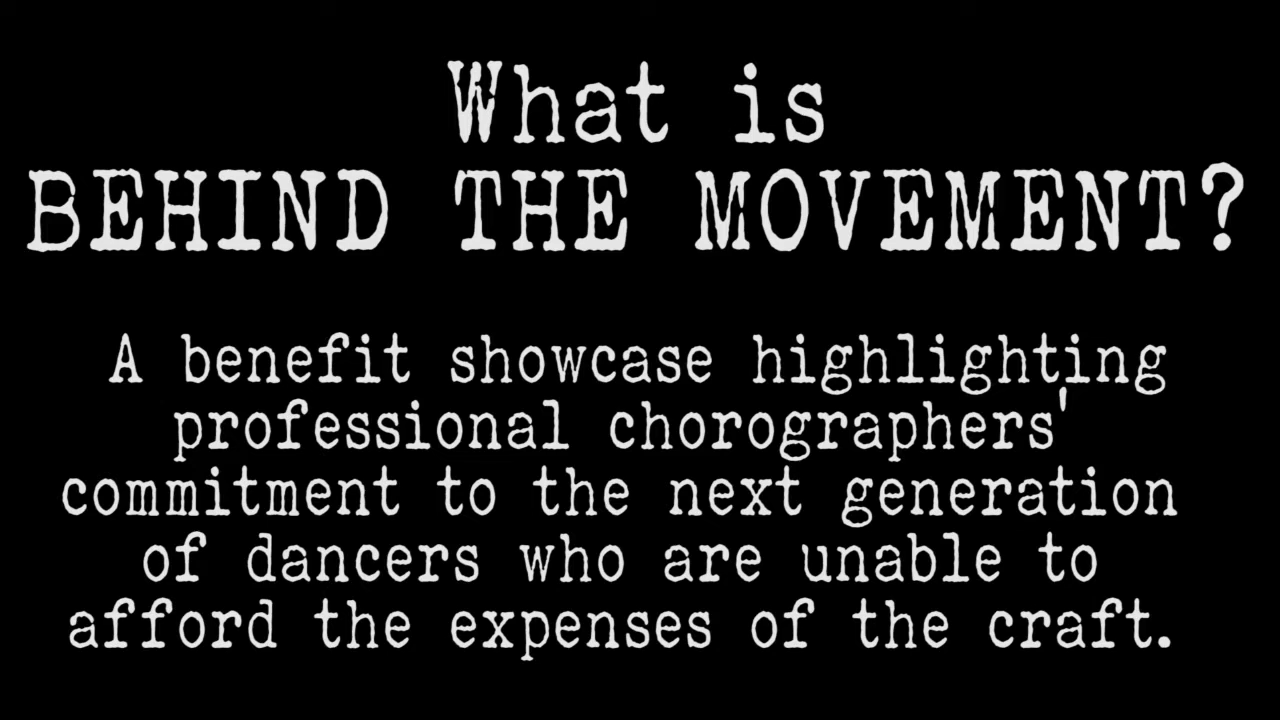 What is
BEHIND THE MOVEMENT?
A benefit showcase highlighting
professional chorographers'
commitment to the next generation
of dancers who are unable to
afford the expenses of the craft.